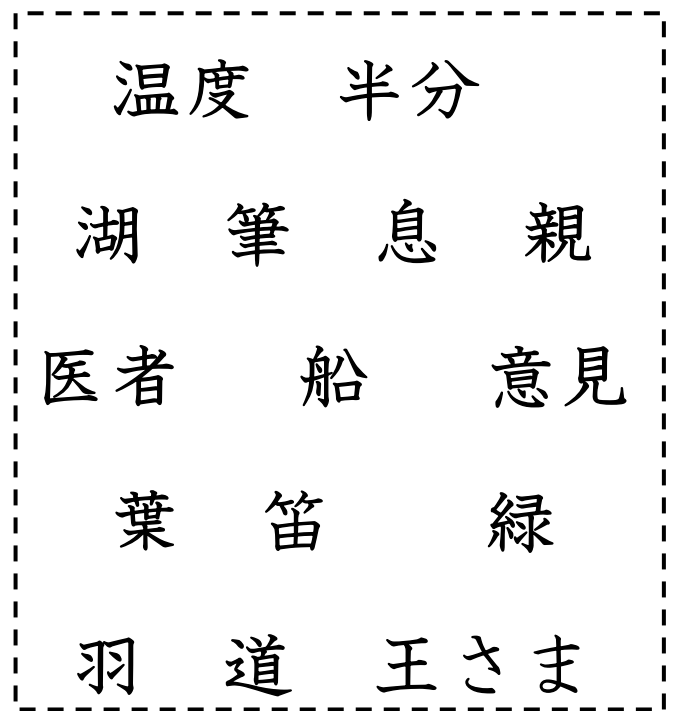 温度 半分
湖 筆 息 親
医者 船 意見
葉 笛 緑
羽 道 王さま